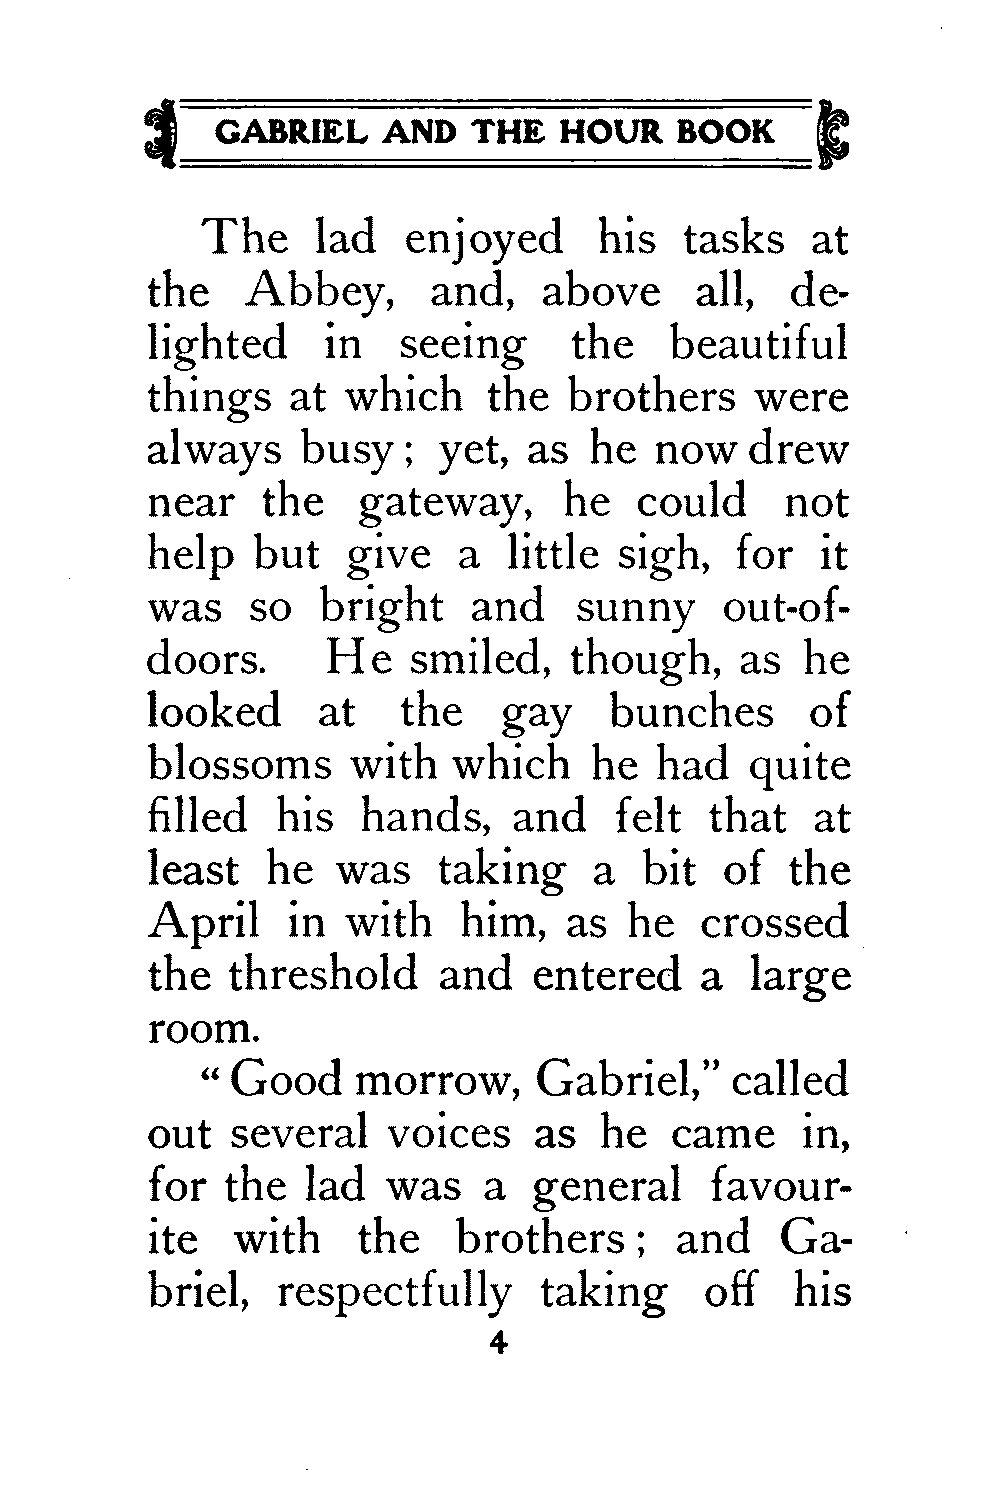 GABRIEL AND THE HOUR BOOK
The lad enjoyed his tasks at
the Abbey, and, above all, de-
lighted in seeing the beautiful
things at which the brothers were
always busy; yet, as he now drew
near the gateway, he could not
help but give a little sigh, for it
was so bright and sunny out-of-
doors. He smiled, though, as he
looked at the gay bunches of
blossoms with which he had quite
filled his hands, and felt that at
least he was taking a bit of the
April in with him, as he crossed
the threshold and entered a large
room.
“Good morrow, Gabriel,” called
out several voices as he came in,
for the lad was a general favour-
ite with the brothers; and Ga-
briel, respectfully taking off his
4